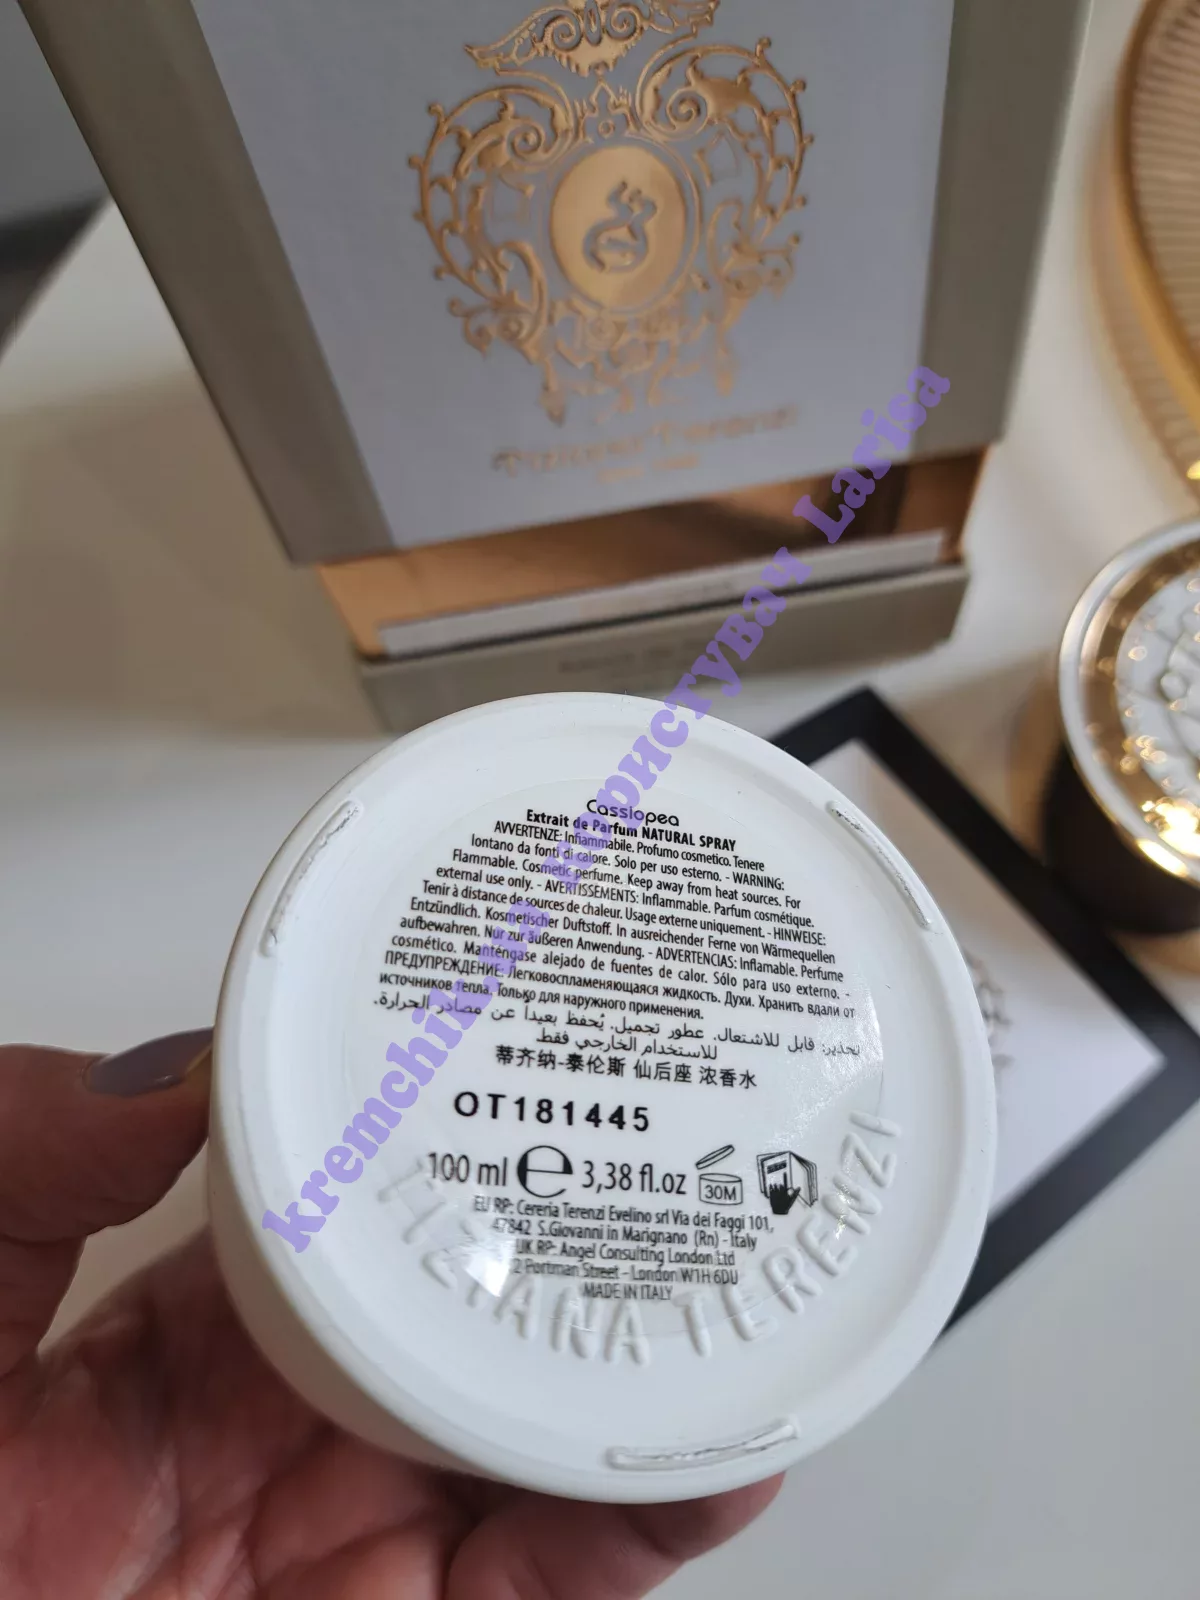 Tiziana Terenzi
Cassiopea
Extrait de Parfum NATURAL SPRAY
AVVERTENZE: Infiammabile. Profumo cosmetico. Tenere
lontano da fonti di calore. Solo per uso esterno. - WARNING:
Flammable. Cosmetic perfume. Keep away from heat sources. For
external use only. - AVERTISSEMENTS: Inflammable. Parfum cosmétique.
Tenir à distance de sources de chaleur. Usage externe uniquement. - HINWEISE:
Entzündlich. Kosmetischer Duftstoff. In ausreichender Ferne von Wärmequellen
aufbewahren. Nur zur äußeren Anwendung. - ADVERTENCIAS: Inflamable. Perfume
cosmético. Manténgase alejado de fuentes de calor. Sólo para uso externo. -
ПРЕДУПРЕЖДЕНИЕ: Легковоспламеняющаяся жидкость. Духи. Хранить вдали от
источников тепла. Только для наружного применения.
تحذير: قابل للاشتعال. عطور تجميل. يُحفظ بعيداً عن مصادر الحرارة.
للاستخدام الخارجي فقط
蒂齐纳-泰伦斯 仙后座 浓香水
OT181445
100 ml e 3,38 fl.oz 30M
EU RP: Cereria Terenzi Evelino srl Via dei Faggi 101,
47842 S.Giovanni in Marignano (Rn) - Italy
UK RP: Angel Consulting London Ltd
2 Portman Street - London W1H 6DU
MADE IN ITALY
TIZIANA TERENZI
kremchik.ua користувач Larisa